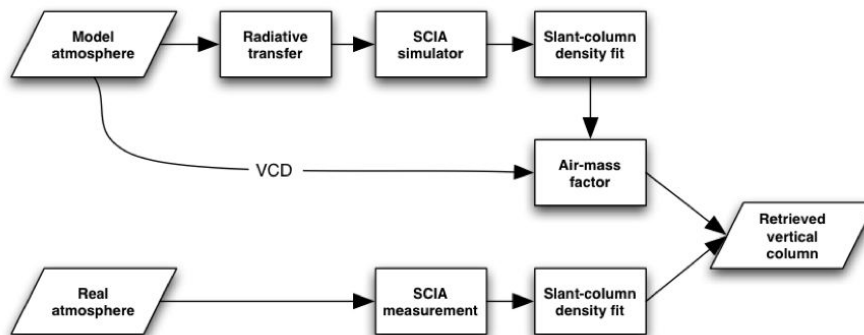 Model
atmosphere
Radiative
transfer
SCIA
simulator
Slant-column
density fit
VCD
Air-mass
factor
Retrieved
vertical
column
Real
atmosphere
SCIA
measurement
Slant-column
density fit